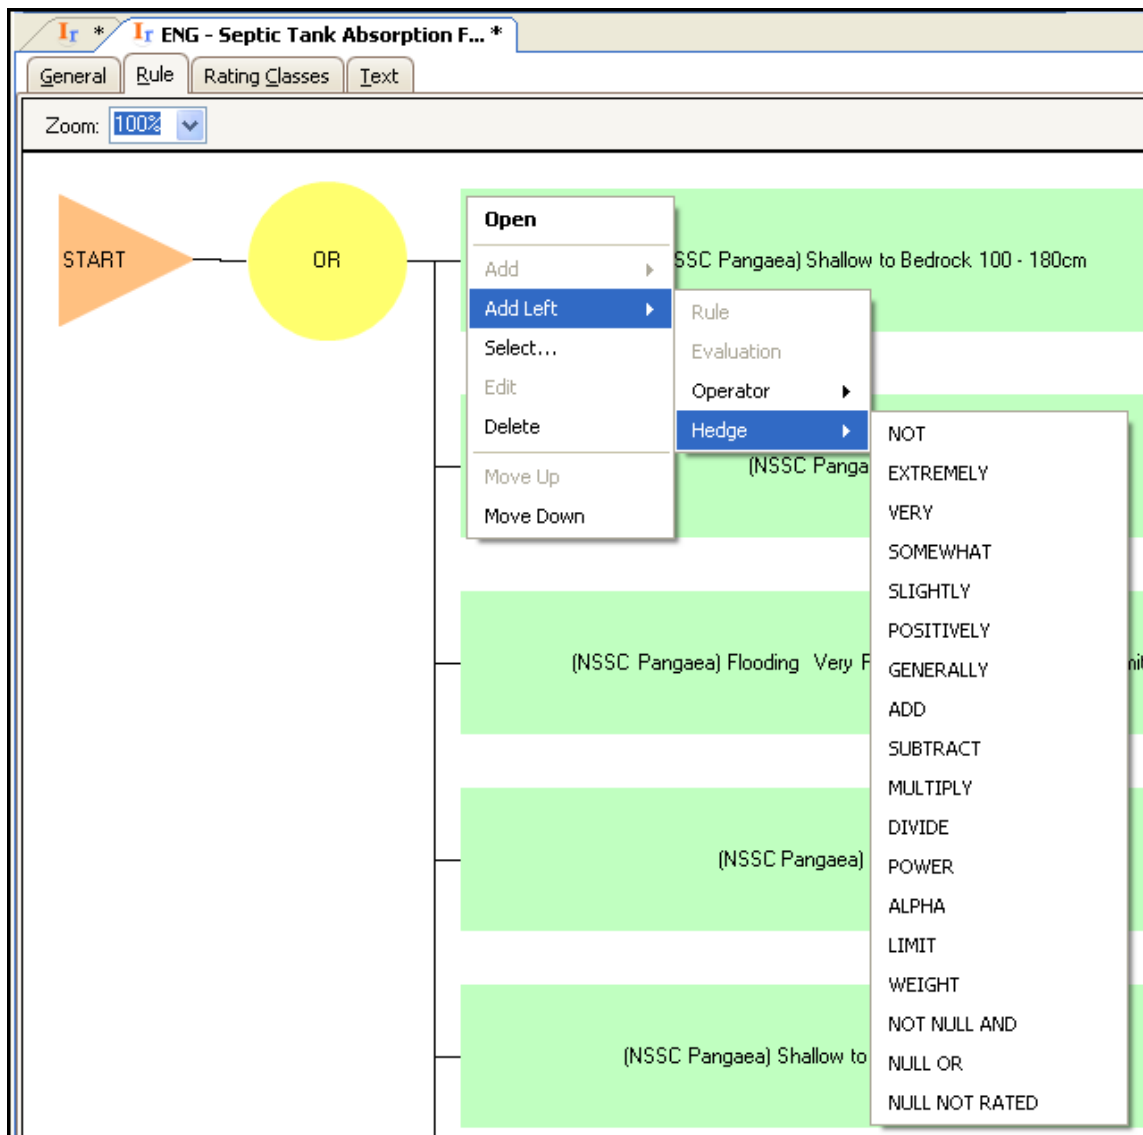 Ir * Ir ENG - Septic Tank Absorption F... *
General Rule Rating Classes Text
Zoom: 100%
START
OR
SSC Pangaea) Shallow to Bedrock 100 - 180cm
Open
Add
Add Left
Select...
Edit
Delete
Move Up
Move Down
Rule
Evaluation
Operator
Hedge
NOT
EXTREMELY
VERY
SOMEWHAT
SLIGHTLY
POSITIVELY
GENERALLY
ADD
SUBTRACT
MULTIPLY
DIVIDE
POWER
ALPHA
LIMIT
WEIGHT
NOT NULL AND
NULL OR
NULL NOT RATED
(NSSC Panga
(NSSC Pangaea) Flooding Very F
(NSSC Pangaea)
(NSSC Pangaea) Shallow to